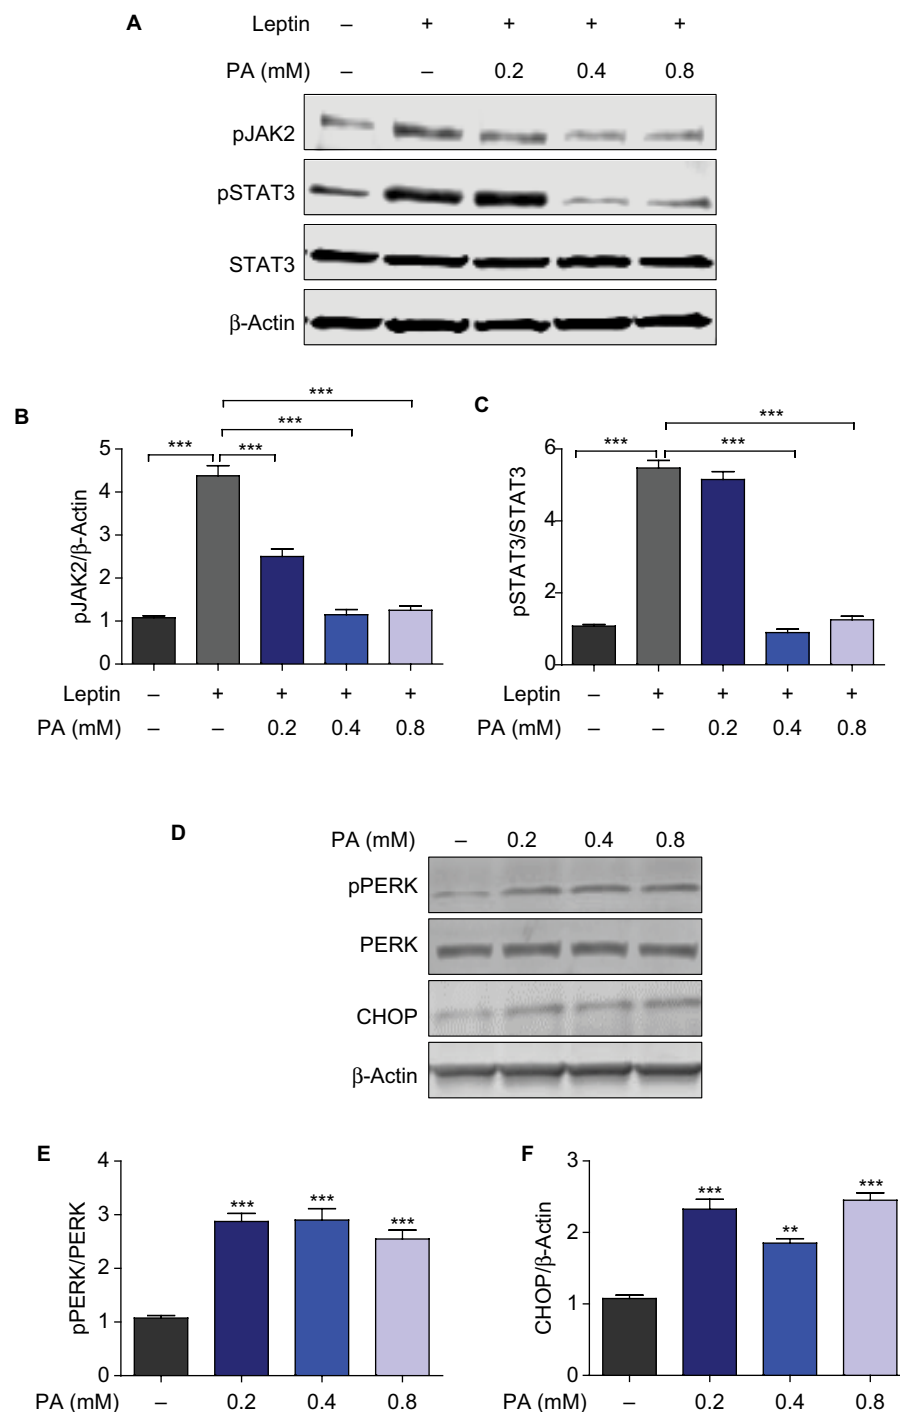 A
Leptin – + + + +
PA (mM) – – 0.2 0.4 0.8
pJAK2
pSTAT3
STAT3
β-Actin
B
***
***
*** ***
5
4
3
2
1
0
pJAK2/β-Actin
Leptin – + + + +
PA (mM) – – 0.2 0.4 0.8
C
***
*** ***
6
4
2
0
pSTAT3/STAT3
Leptin – + + + +
PA (mM) – – 0.2 0.4 0.8
D
PA (mM) – 0.2 0.4 0.8
pPERK
PERK
CHOP
β-Actin
E
4
3
2
1
0
pPERK/PERK
*** *** ***
PA (mM) – 0.2 0.4 0.8
F
3
2
1
0
CHOP/β-Actin
*** ** ***
PA (mM) – 0.2 0.4 0.8